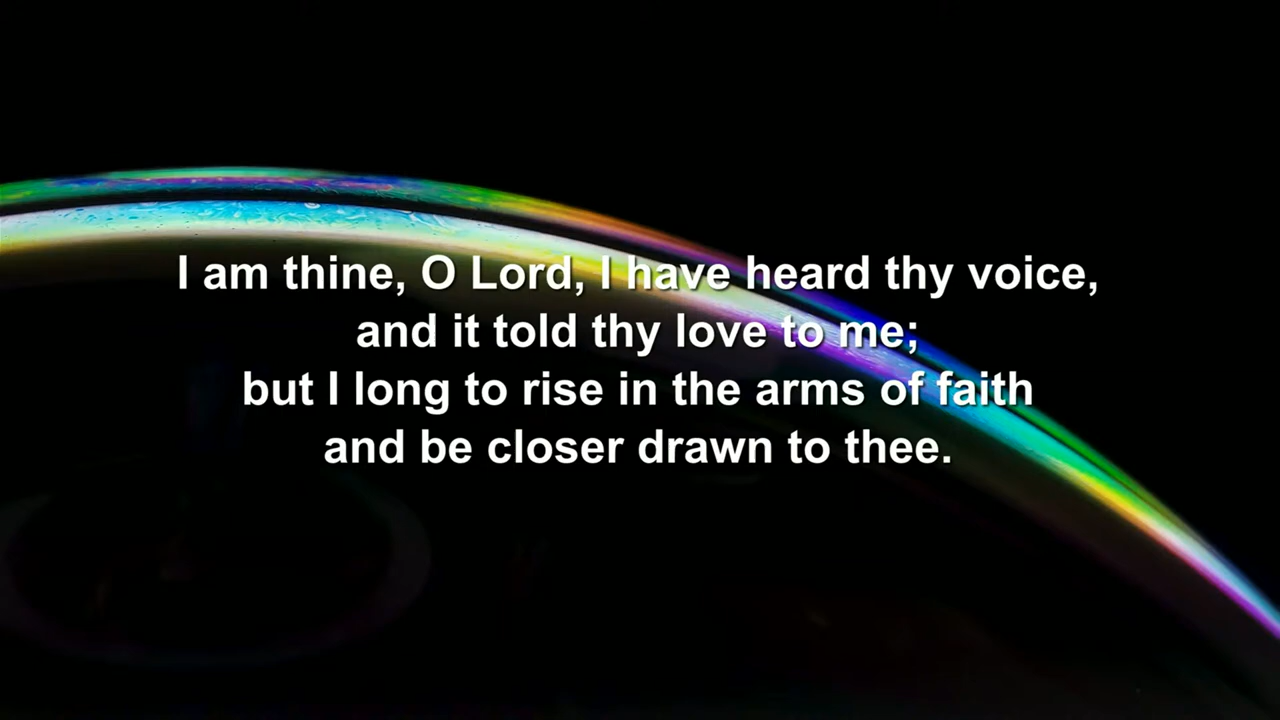 I am thine, O Lord, I have heard thy voice,
and it told thy love to me;
but I long to rise in the arms of faith
and be closer drawn to thee.